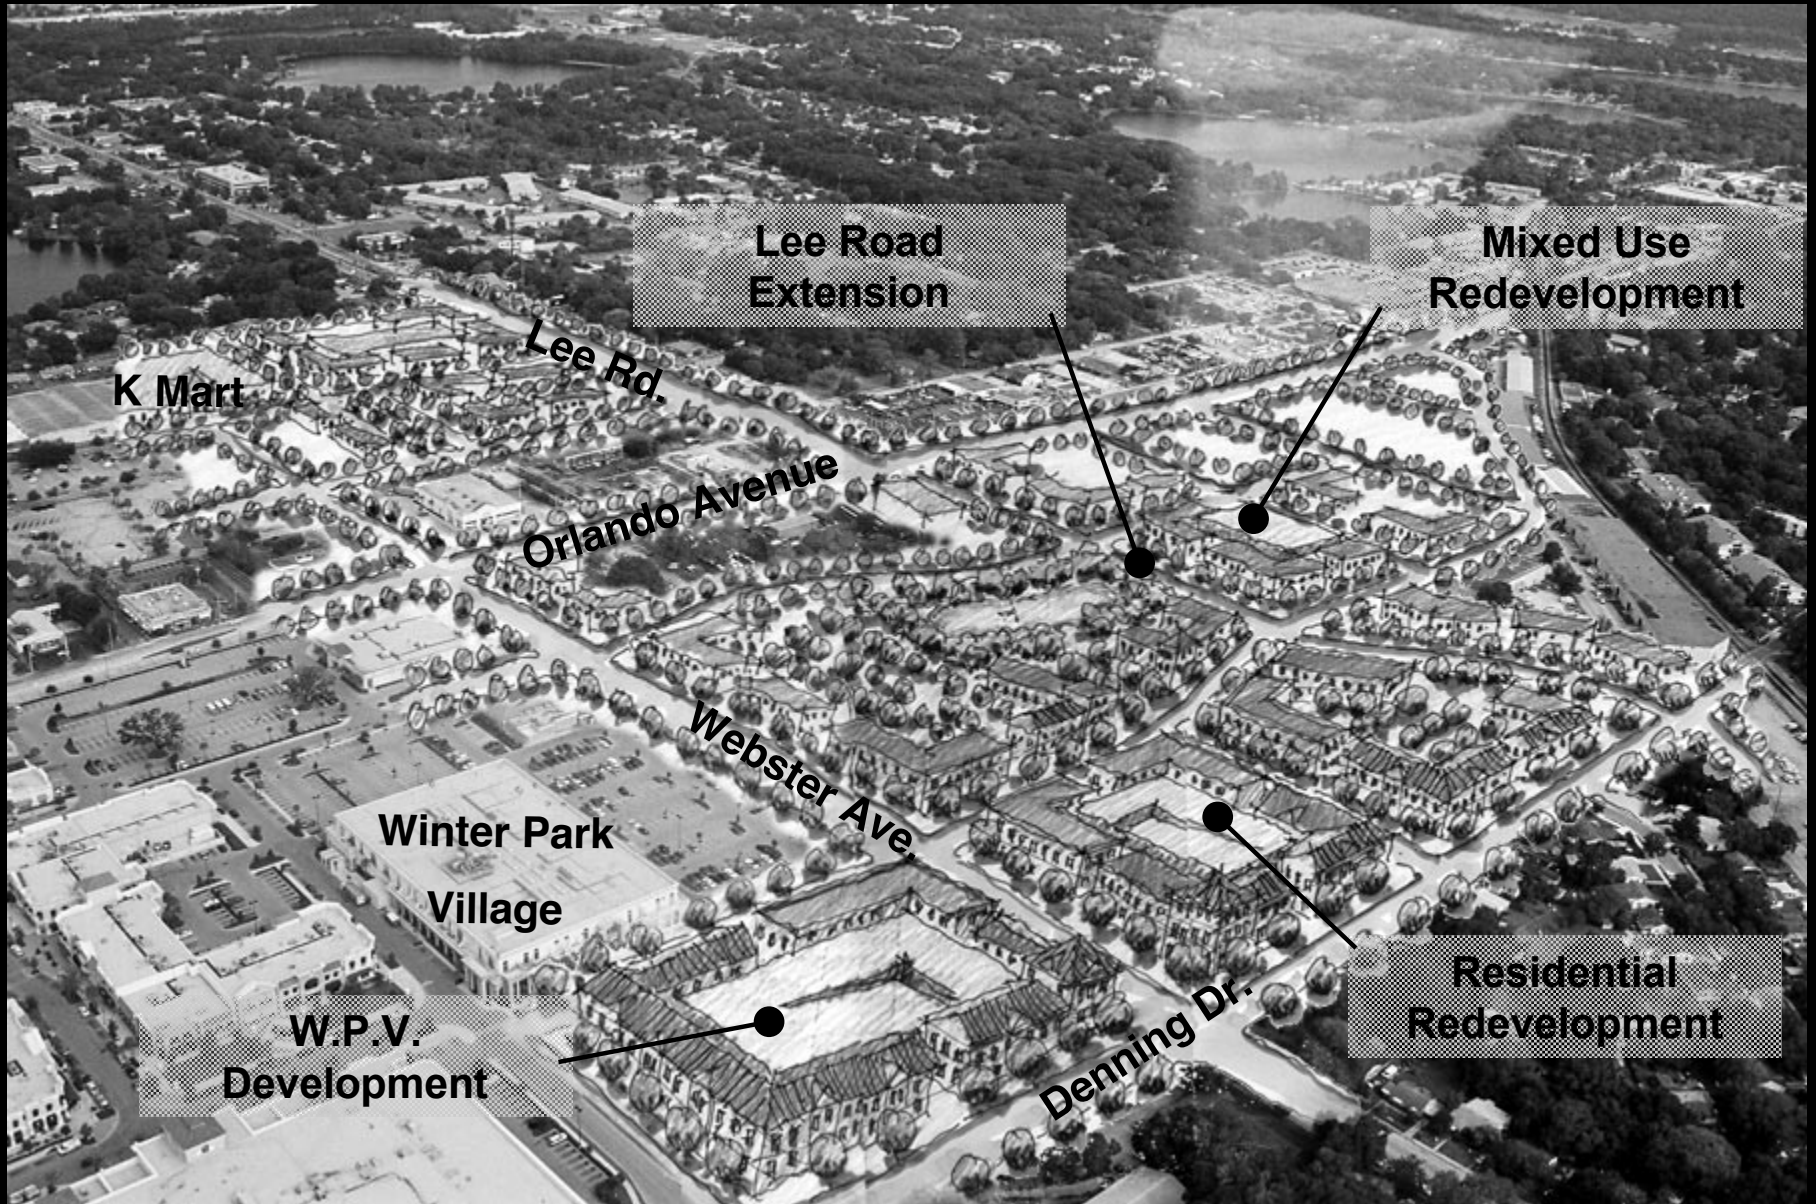 Lee Road
Extension
Mixed Use
Redevelopment
Lee Rd.
K Mart
Orlando Avenue
Webster Ave.
Winter Park
Village
Residential
Redevelopment
Denning Dr.
W.P.V.
Development